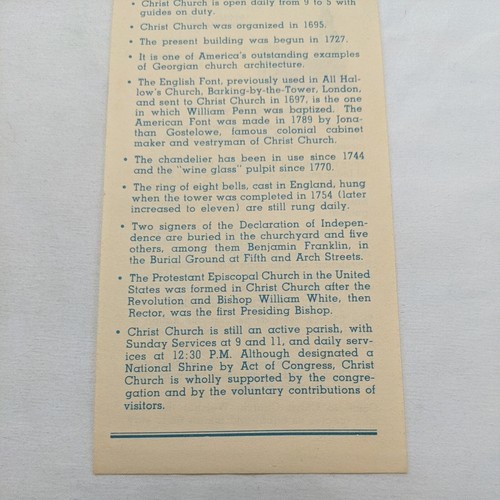 • Christ Church is open daily from 9 to 5 with
guides on duty.
• Christ Church was organized in 1695.
• The present building was begun in 1727.
• It is one of America's outstanding examples
of Georgian church architecture.
• The English Font, previously used in All Hal-
low's Church, Barking-by-the-Tower, London,
and sent to Christ Church in 1697, is the one
in which William Penn was baptized. The
American Font was made in 1789 by Jona-
than Gostelowe, famous colonial cabinet
maker and vestryman of Christ Church.
• The chandelier has been in use since 1744
and the "wine glass" pulpit since 1770.
• The ring of eight bells, cast in England, hung
when the tower was completed in 1754 (later
increased to eleven) are still rung daily.
• Two signers of the Declaration of Indepen-
dence are buried in the churchyard and five
others, among them Benjamin Franklin, in
the Burial Ground at Fifth and Arch Streets.
• The Protestant Episcopal Church in the United
States was formed in Christ Church after the
Revolution and Bishop William White, then
Rector, was the first Presiding Bishop.
• Christ Church is still an active parish, with
Sunday Services at 9 and 11, and daily serv-
ices at 12:30 P.M. Although designated a
National Shrine by Act of Congress, Christ
Church is wholly supported by the congre-
gation and by the voluntary contributions of
visitors.